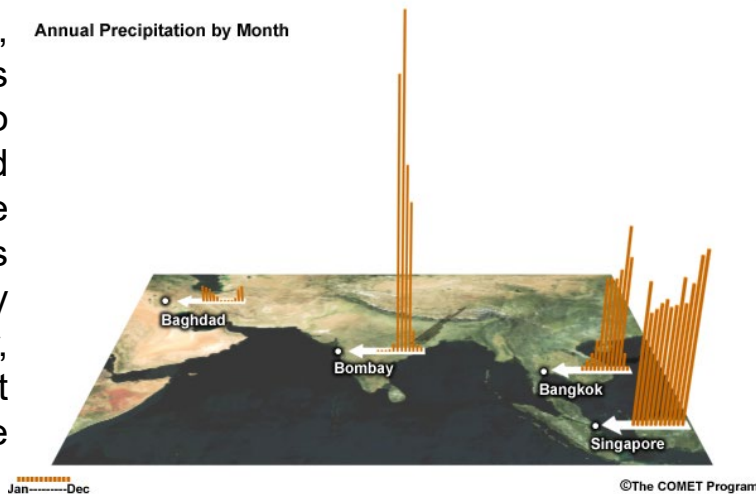 ,
s
o
d
e
s
y
,
t
e
Annual Precipitation by Month
Baghdad
Bombay
Bangkok
Singapore
Jan----------Dec
©The COMET Program